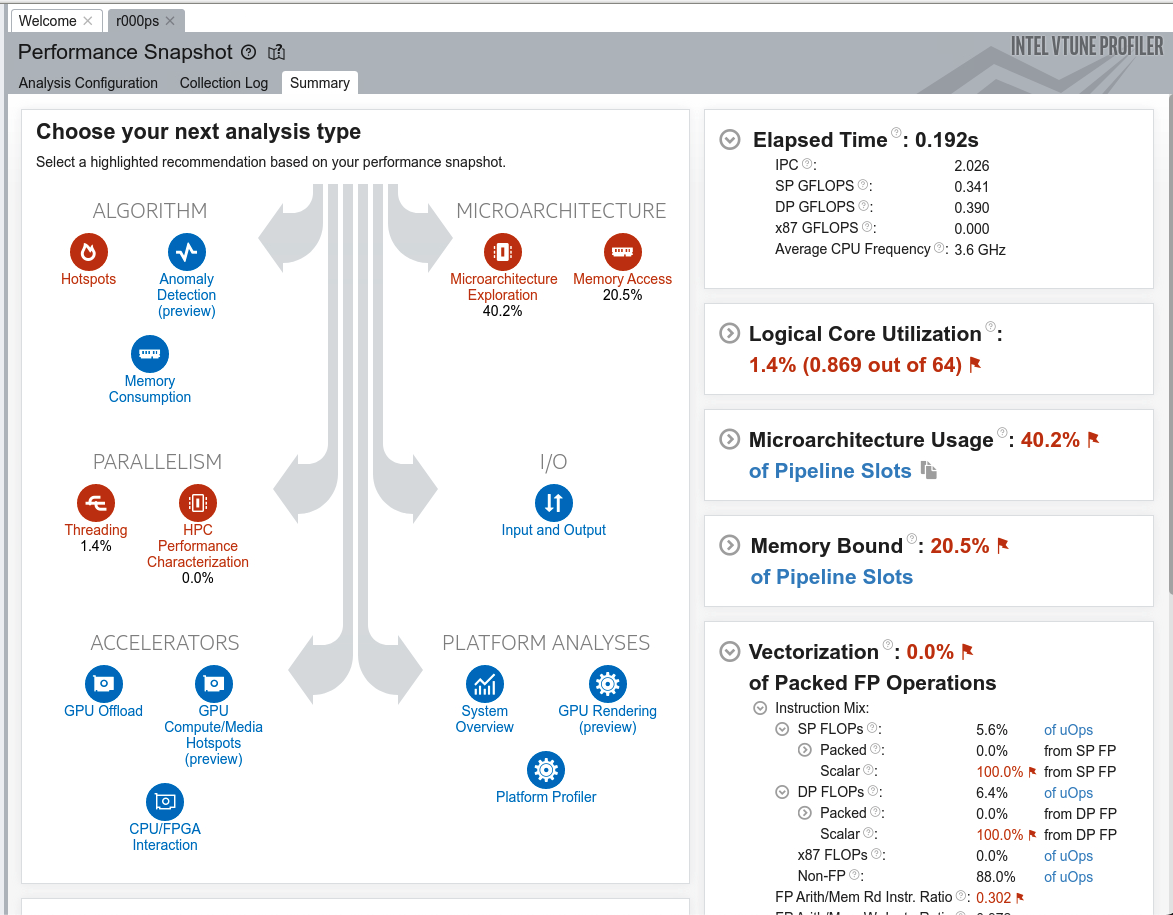 Welcome
r000ps
Performance Snapshot
INTEL VTUNE PROFILER
Analysis Configuration Collection Log Summary
Choose your next analysis type
Select a highlighted recommendation based on your performance snapshot.
ALGORITHM
Hotspots
Anomaly
Detection
(preview)
Memory
Consumption
MICROARCHITECTURE
Microarchitecture
Exploration
40.2%
Memory Access
20.5%
PARALLELISM
Threading
1.4%
HPC
Performance
Characterization
0.0%
I/O
Input and Output
ACCELERATORS
GPU Offload
GPU
Compute/Media
Hotspots
(preview)
CPU/FPGA
Interaction
PLATFORM ANALYSES
System
Overview
GPU Rendering
(preview)
Platform Profiler
Elapsed Time : 0.192s
IPC : 2.026
SP GFLOPS : 0.341
DP GFLOPS : 0.390
x87 GFLOPS : 0.000
Average CPU Frequency : 3.6 GHz
Logical Core Utilization :
1.4% (0.869 out of 64)
Microarchitecture Usage : 40.2%
of Pipeline Slots
Memory Bound : 20.5%
of Pipeline Slots
Vectorization : 0.0%
of Packed FP Operations
Instruction Mix:
SP FLOPs : 5.6% of uOps
Packed : 0.0% from SP FP
Scalar : 100.0% from SP FP
DP FLOPs : 6.4% of uOps
Packed : 0.0% from DP FP
Scalar : 100.0% from DP FP
x87 FLOPs : 0.0% of uOps
Non-FP : 88.0% of uOps
FP Arith/Mem Rd Instr. Ratio : 0.302